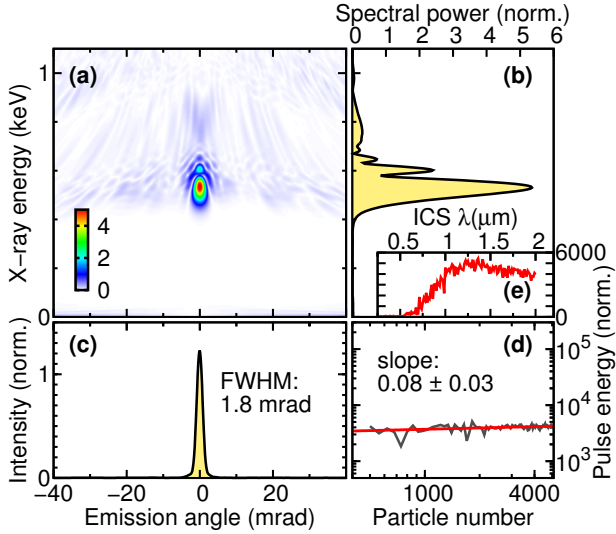 Spectral power (norm.)
0 1 2 3 4 5 6
(a)
(b)
1
0
X-ray energy (keV)
4
2
0
ICS λ(μm)
0.5 1 1.5 2
6000
0
(e)
(c)
FWHM:
1.8 mrad
1
0
Intensity (norm.)
−40 −20 0 20
Emission angle (mrad)
(d)
slope:
0.08 ± 0.03
10⁵
10⁴
10³
Pulse energy (norm.)
1000 4000
Particle number